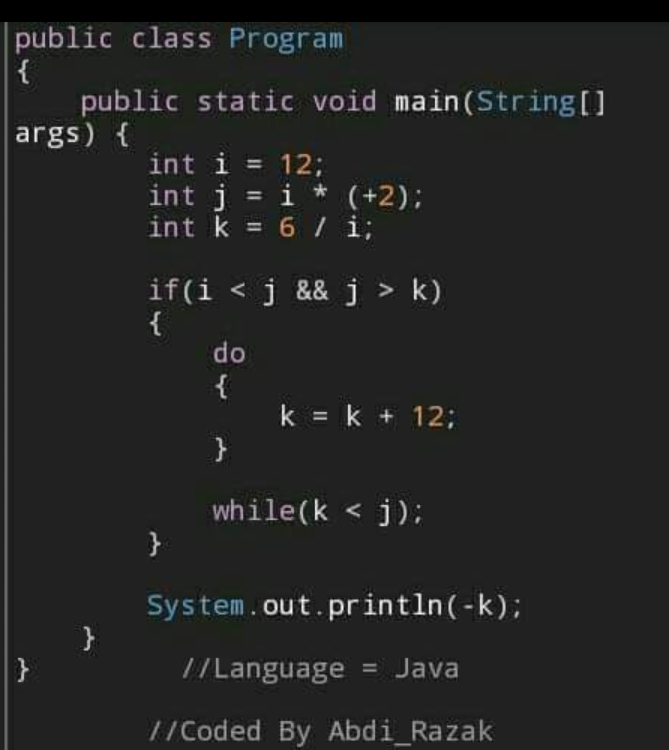 public class Program
{
    public static void main(String[]
args) {
        int i = 12;
        int j = i * (+2);
        int k = 6 / i;

        if(i < j && j > k)
        {
            do
            {
                k = k + 12;
            }

            while(k < j);
        }

        System.out.println(-k);
    }
}         //Language = Java

        //Coded By Abdi_Razak